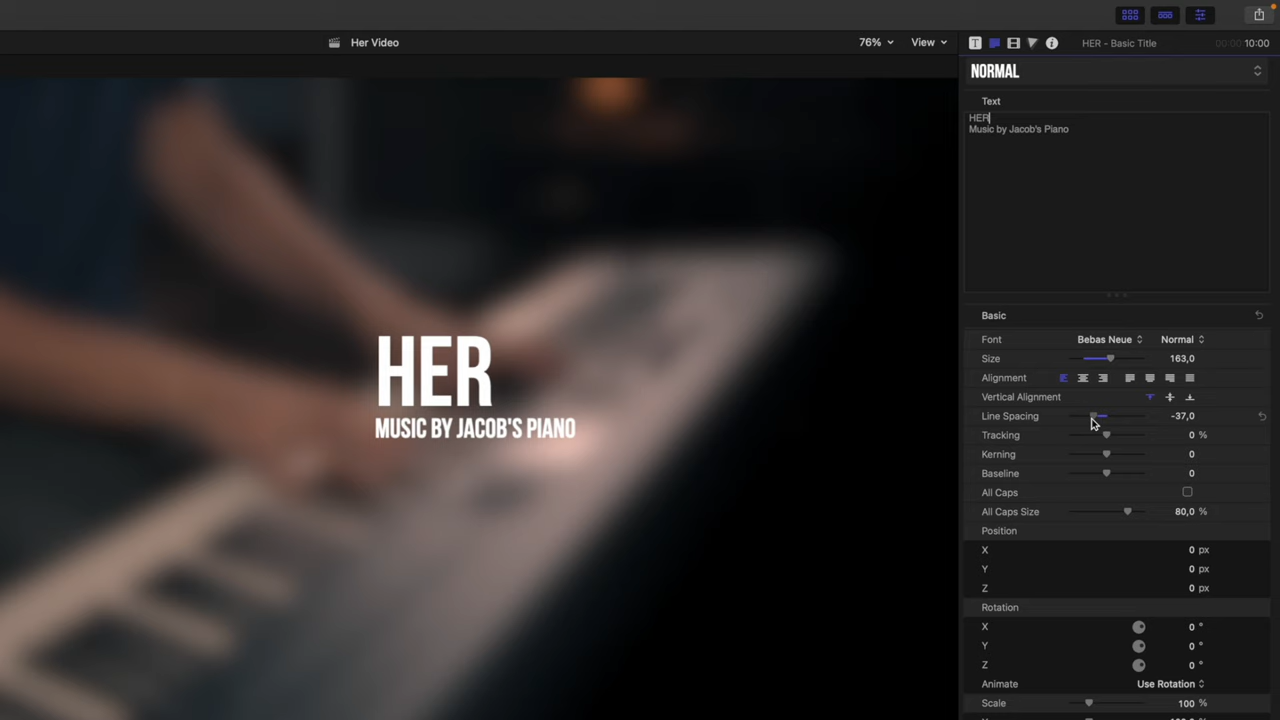 Her Video
76%
View
HER - Basic Title
00:00:10:00
NORMAL
Text
HER
Music by Jacob's Piano
HER
MUSIC BY JACOB'S PIANO
Basic
Font Bebas Neue Normal
Size 163,0
Alignment
Vertical Alignment
Line Spacing -37,0
Tracking 0 %
Kerning 0
Baseline 0
All Caps
All Caps Size 80,0 %
Position
X 0 px
Y 0 px
Z 0 px
Rotation
X 0 °
Y 0 °
Z 0 °
Animate Use Rotation
Scale 100 %